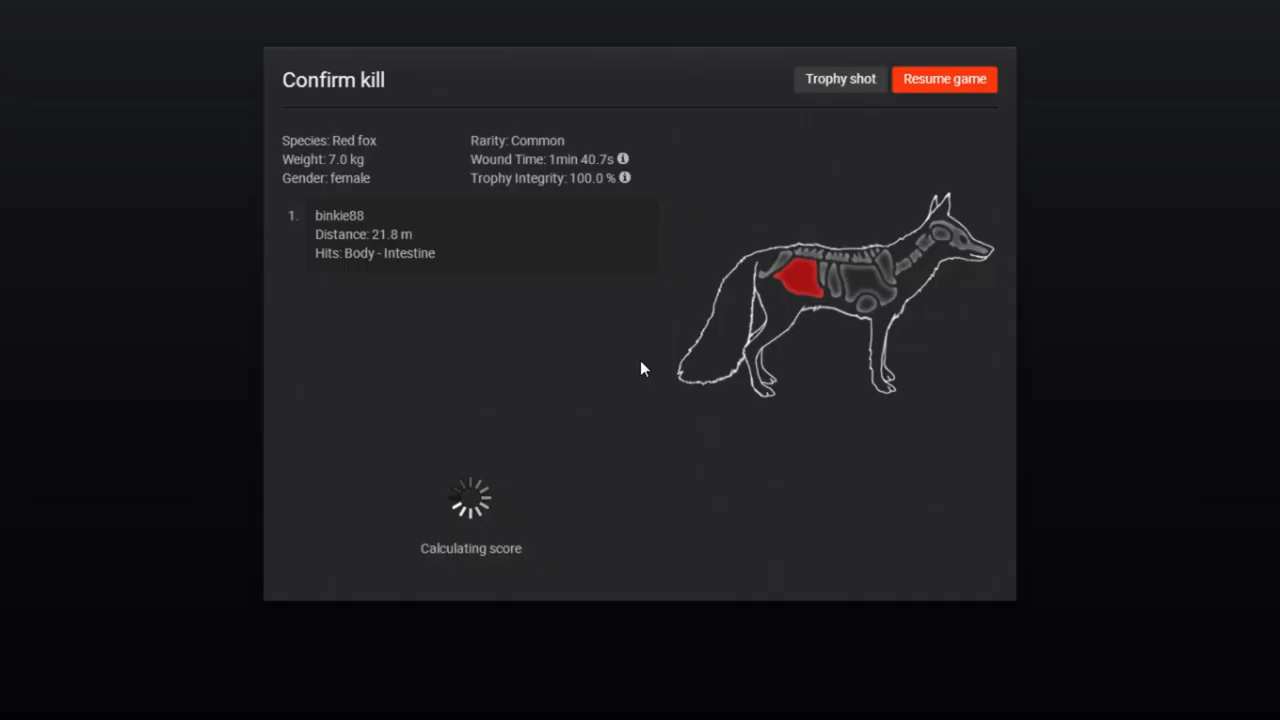 Confirm kill
Trophy shot
Resume game
Species: Red fox
Weight: 7.0 kg
Gender: female
Rarity: Common
Wound Time: 1min 40.7s
Trophy Integrity: 100.0 %
1. binkie88
Distance: 21.8 m
Hits: Body - Intestine
Calculating score